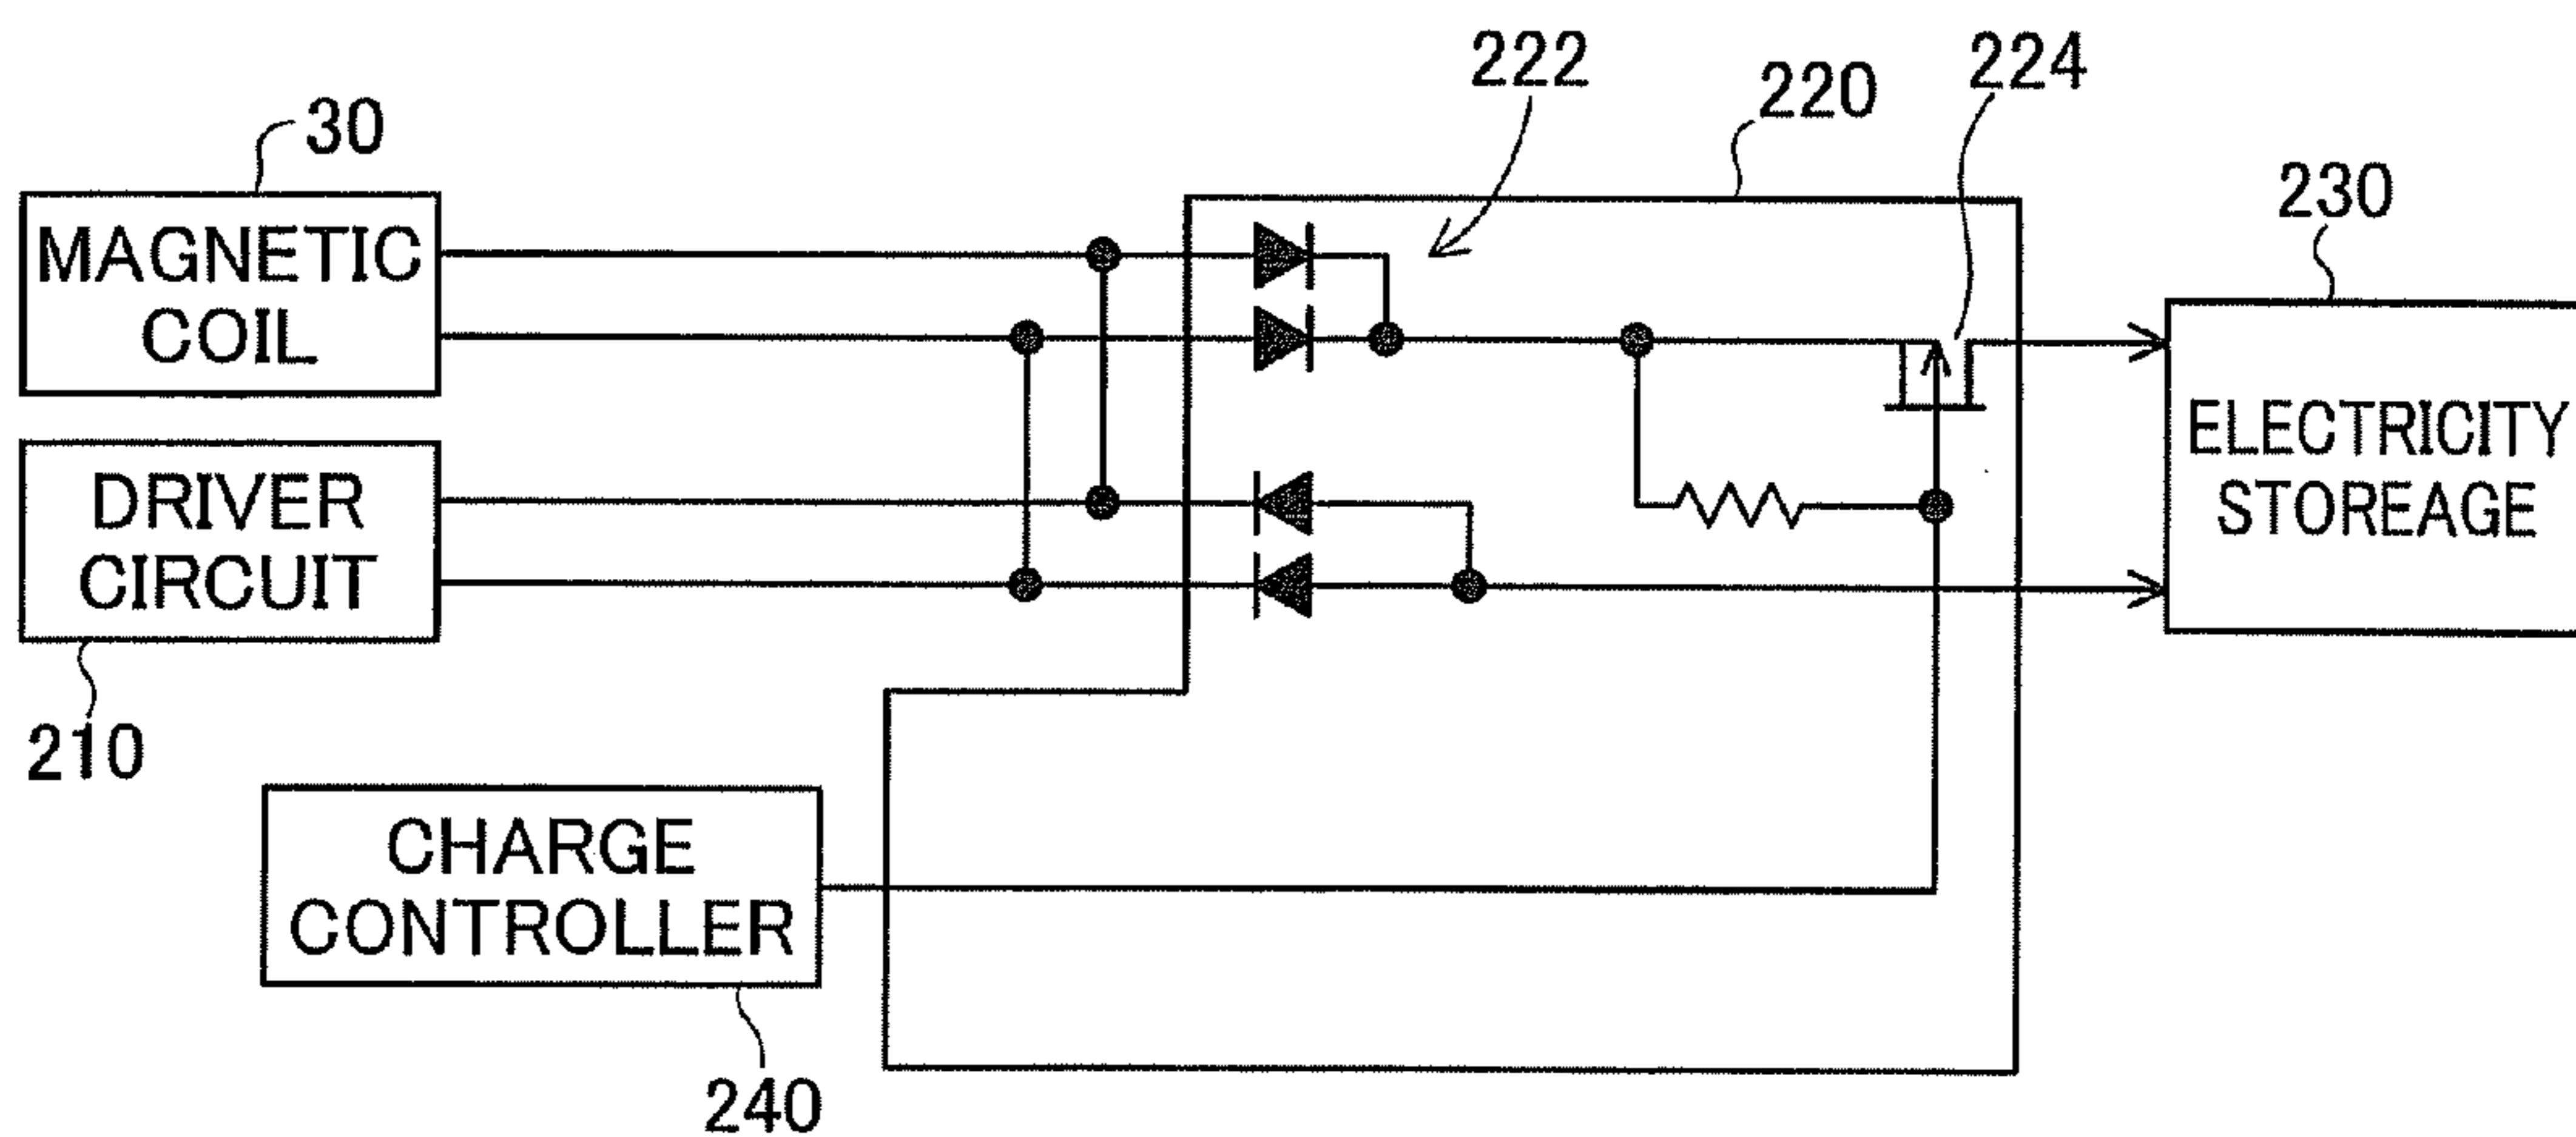 222
220
224
30
230
MAGNETIC
COIL
ELECTRICITY
STOREAGE
DRIVER
CIRCUIT
210
CHARGE
CONTROLLER
240